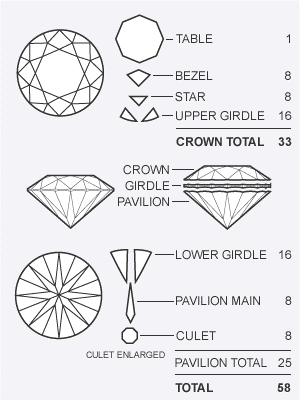 TABLE 1
BEZEL 8
STAR 8
UPPER GIRDLE 16
CROWN TOTAL 33
CROWN
GIRDLE
PAVILION
LOWER GIRDLE 16
PAVILION MAIN 8
CULET 8
CULET ENLARGED
PAVILION TOTAL 25
TOTAL 58